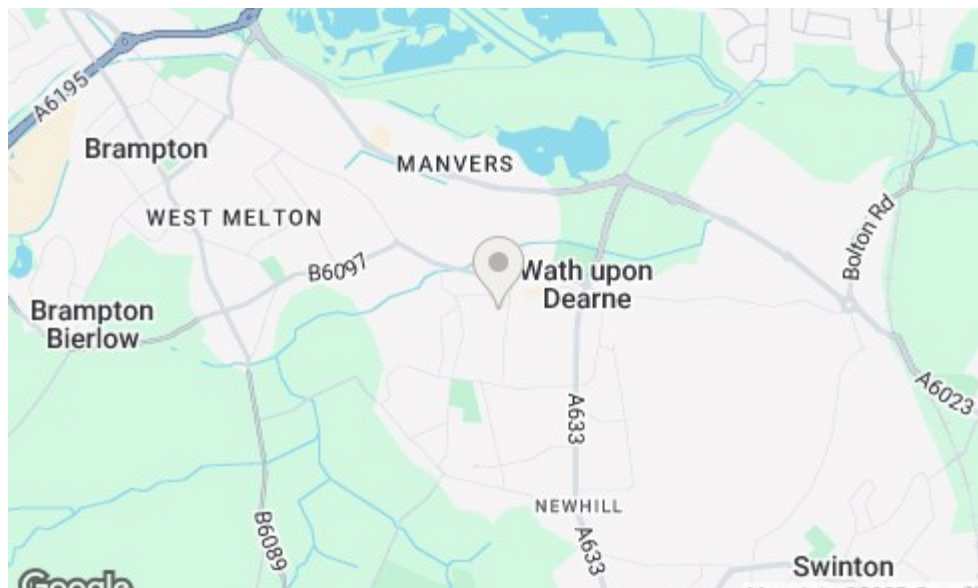 A6195
Brampton
MANVERS
WEST MELTON
Bolton Rd
B6097
Wath upon
Dearne
Brampton
Bierlow
A6023
A633
NEWHILL
B6089
A633
Swinton
Google